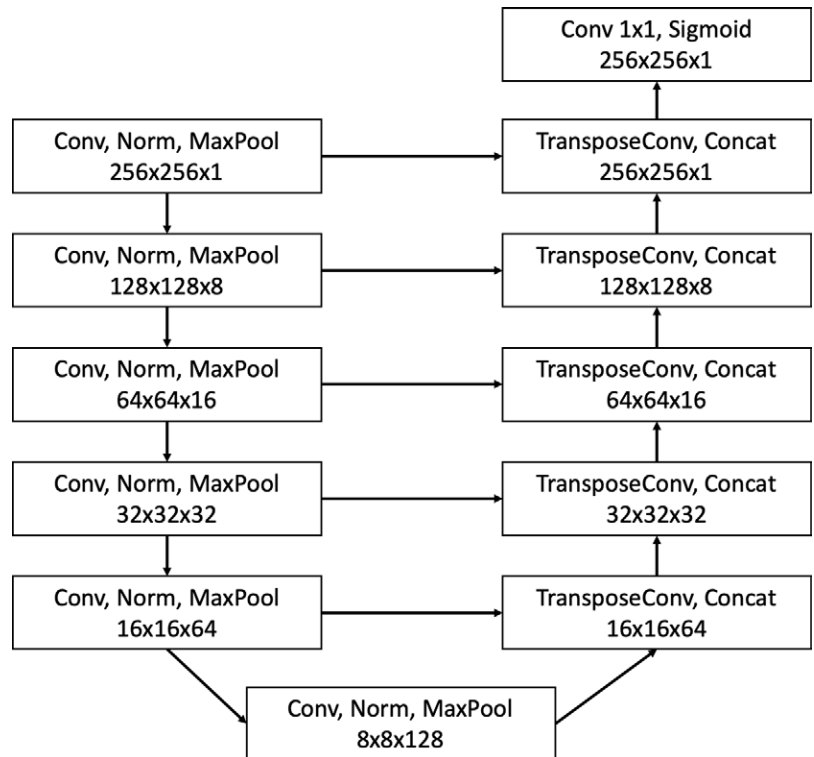 Conv 1x1, Sigmoid
256x256x1
Conv, Norm, MaxPool
256x256x1
TransposeConv, Concat
256x256x1
Conv, Norm, MaxPool
128x128x8
TransposeConv, Concat
128x128x8
Conv, Norm, MaxPool
64x64x16
TransposeConv, Concat
64x64x16
Conv, Norm, MaxPool
32x32x32
TransposeConv, Concat
32x32x32
Conv, Norm, MaxPool
16x16x64
TransposeConv, Concat
16x16x64
Conv, Norm, MaxPool
8x8x128